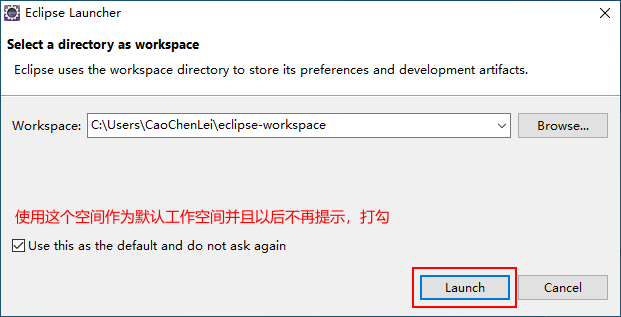 Eclipse Launcher
Select a directory as workspace
Eclipse uses the workspace directory to store its preferences and development artifacts.
Workspace: C:\Users\CaoChenLei\eclipse-workspace Browse...
使用这个空间作为默认工作空间并且以后不再提示，打勾
Use this as the default and do not ask again
Launch Cancel